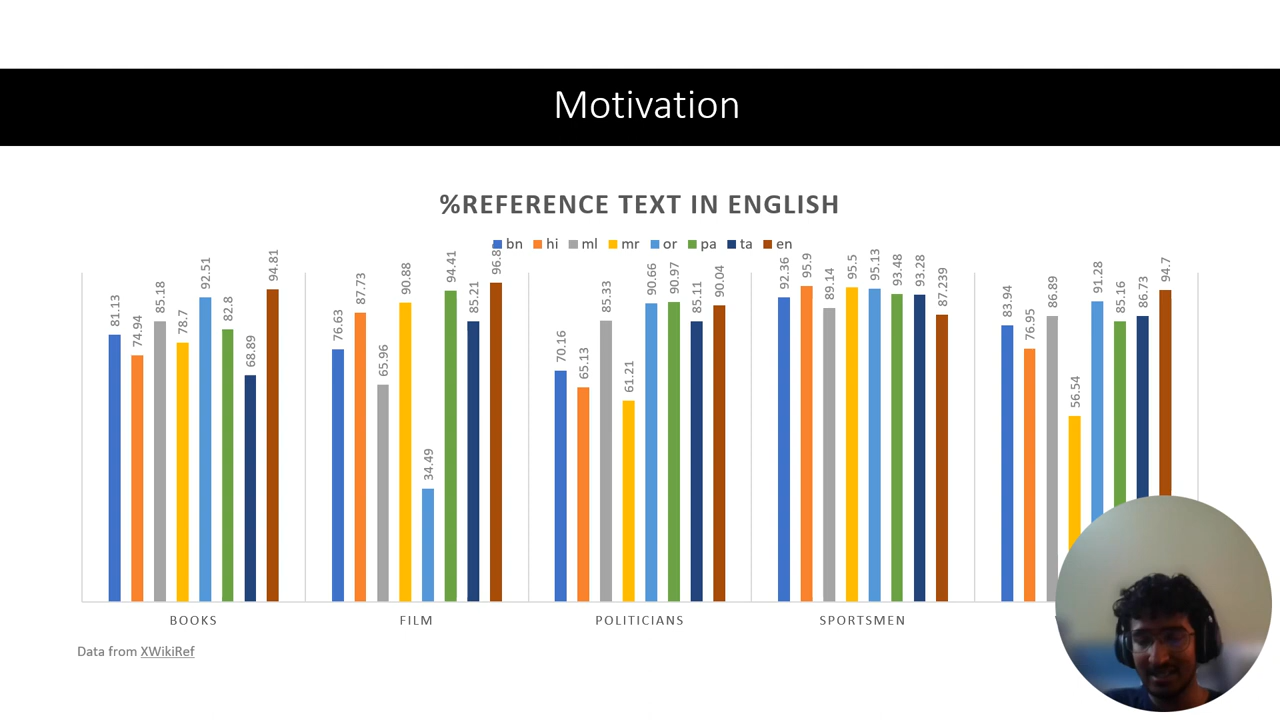 Motivation
%REFERENCE TEXT IN ENGLISH
bn hi ml mr or pa ta en
81.13 74.94 85.18 78.7 92.51 82.8 68.89 94.81
76.63 87.73 65.96 90.88 34.49 94.41 85.21
70.16 65.13 85.33 61.21 90.66 90.97 85.11 90.04
92.36 95.9 89.14 95.5 95.13 93.48 93.28 87.239
83.94 76.95 86.89 56.54 91.28 85.16 86.73 94.7
BOOKS FILM POLITICIANS SPORTSMEN
Data from XWikiRef